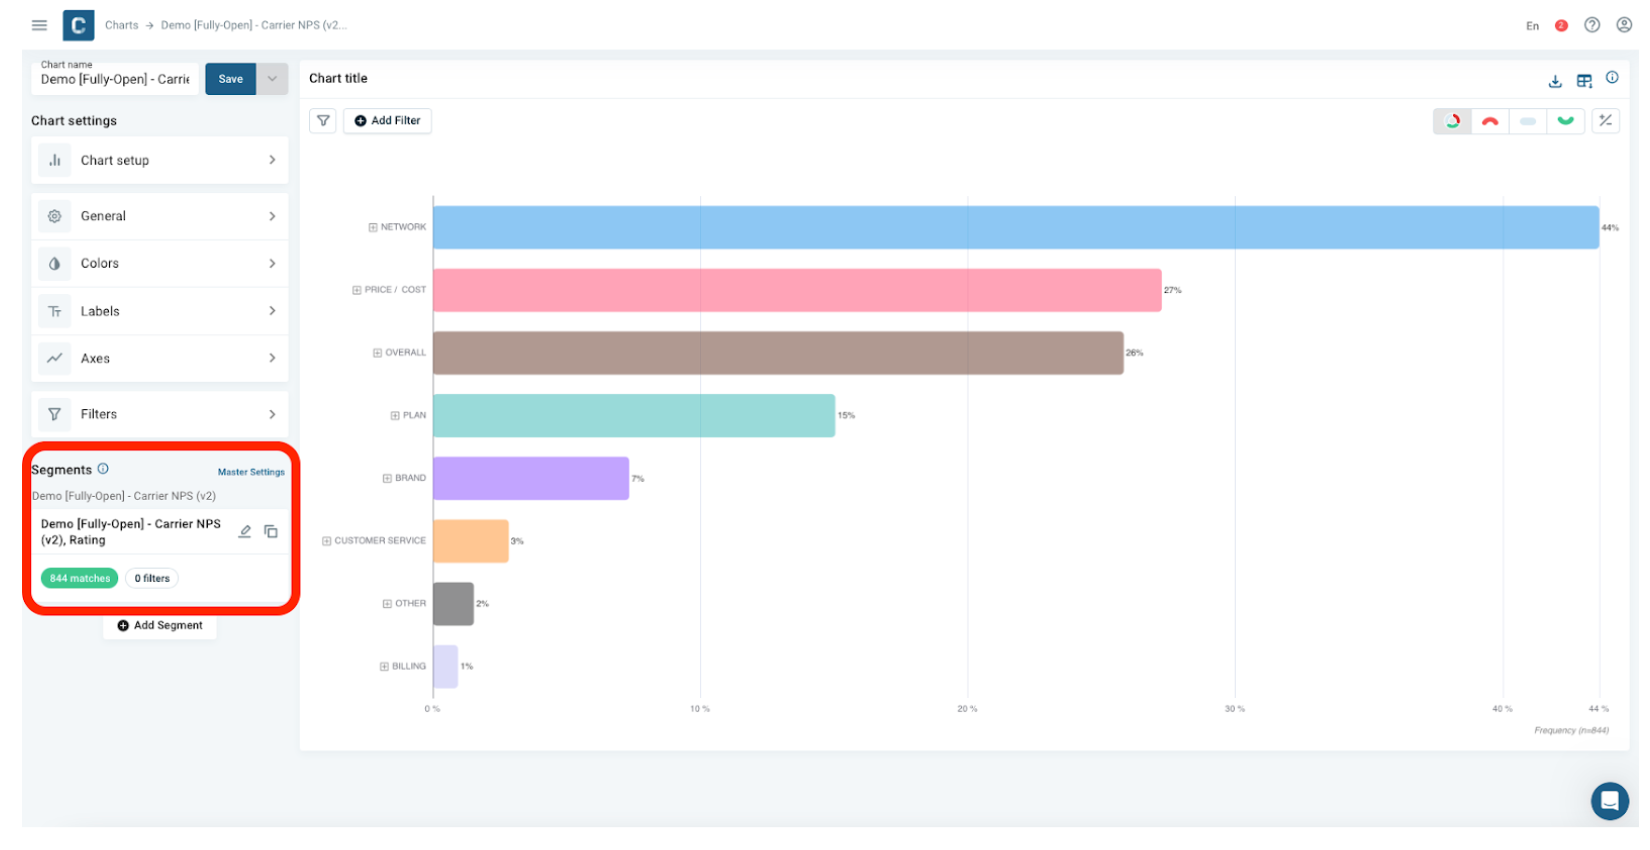 Charts → Demo [Fully-Open] - Carrier NPS (v2...
En 2
Chart name
Demo [Fully-Open] - Carrie
Save
Chart settings
Chart setup
General
Colors
Labels
Axes
Filters
Segments
Master Settings
Demo [Fully-Open] - Carrier NPS (v2)
Demo [Fully-Open] - Carrier NPS
(v2), Rating
844 matches 0 filters
Add Segment
Chart title
Add Filter
NETWORK 44%
PRICE / COST 27%
OVERALL 26%
PLAN 15%
BRAND 7%
CUSTOMER SERVICE 3%
OTHER 2%
BILLING 1%
0 % 10 % 20 % 30 % 40 % 44 %
Frequency (n=844)